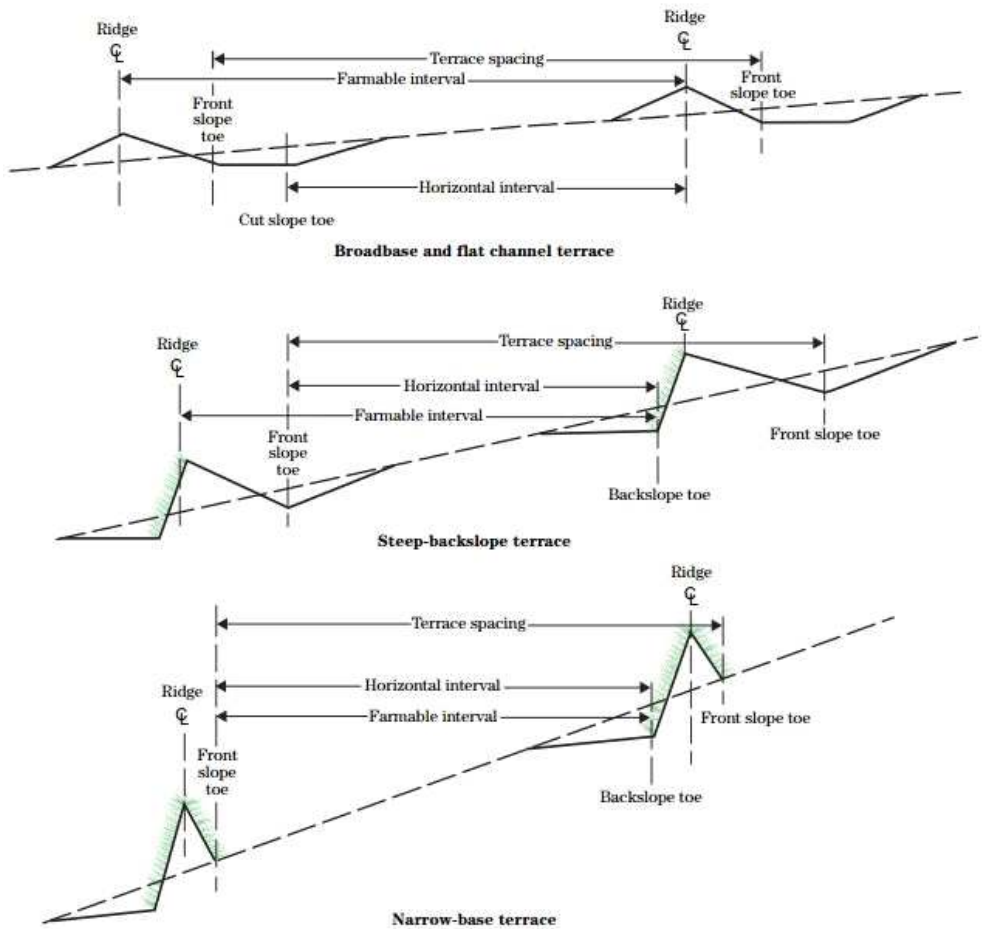 Ridge
℄
Ridge
℄
Terrace spacing
Farmable interval
Front
slope toe
Front
slope
toe
Horizontal interval
Cut slope toe
Broadbase and flat channel terrace
Ridge
℄
Terrace spacing
Ridge
℄
Horizontal interval
Farmable interval
Front
slope
toe
Front slope toe
Backslope toe
Steep-backslope terrace
Ridge
℄
Terrace spacing
Ridge
℄
Horizontal interval
Farmable interval
Front slope toe
Front
slope
toe
Backslope toe
Narrow-base terrace